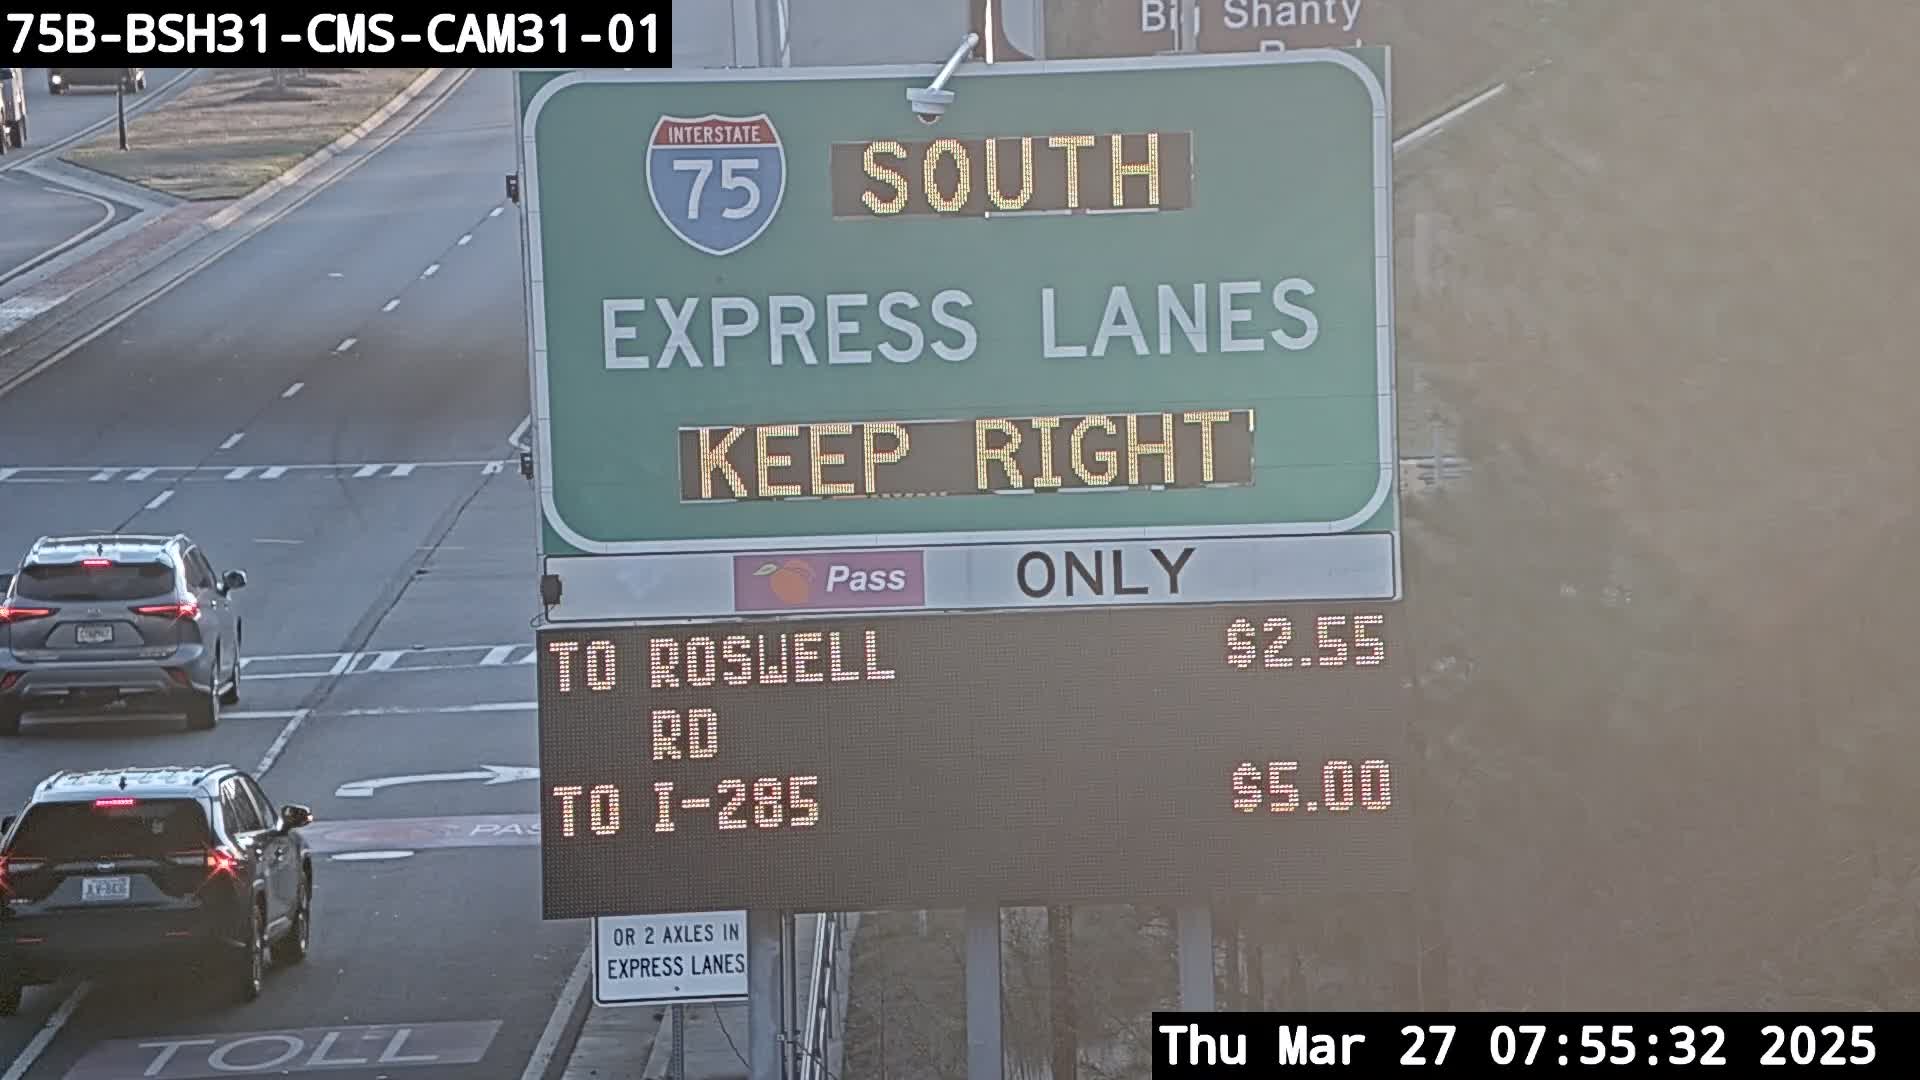 75B-BSH31-CMS-CAM31-01
Big Shanty
INTERSTATE
75
SOUTH
EXPRESS LANES
KEEP RIGHT
Pass
ONLY
TO ROSWELL $2.55
RD
TO I-285 $5.00
OR 2 AXLES IN
EXPRESS LANES
TOLL
Thu Mar 27 07:55:32 2025